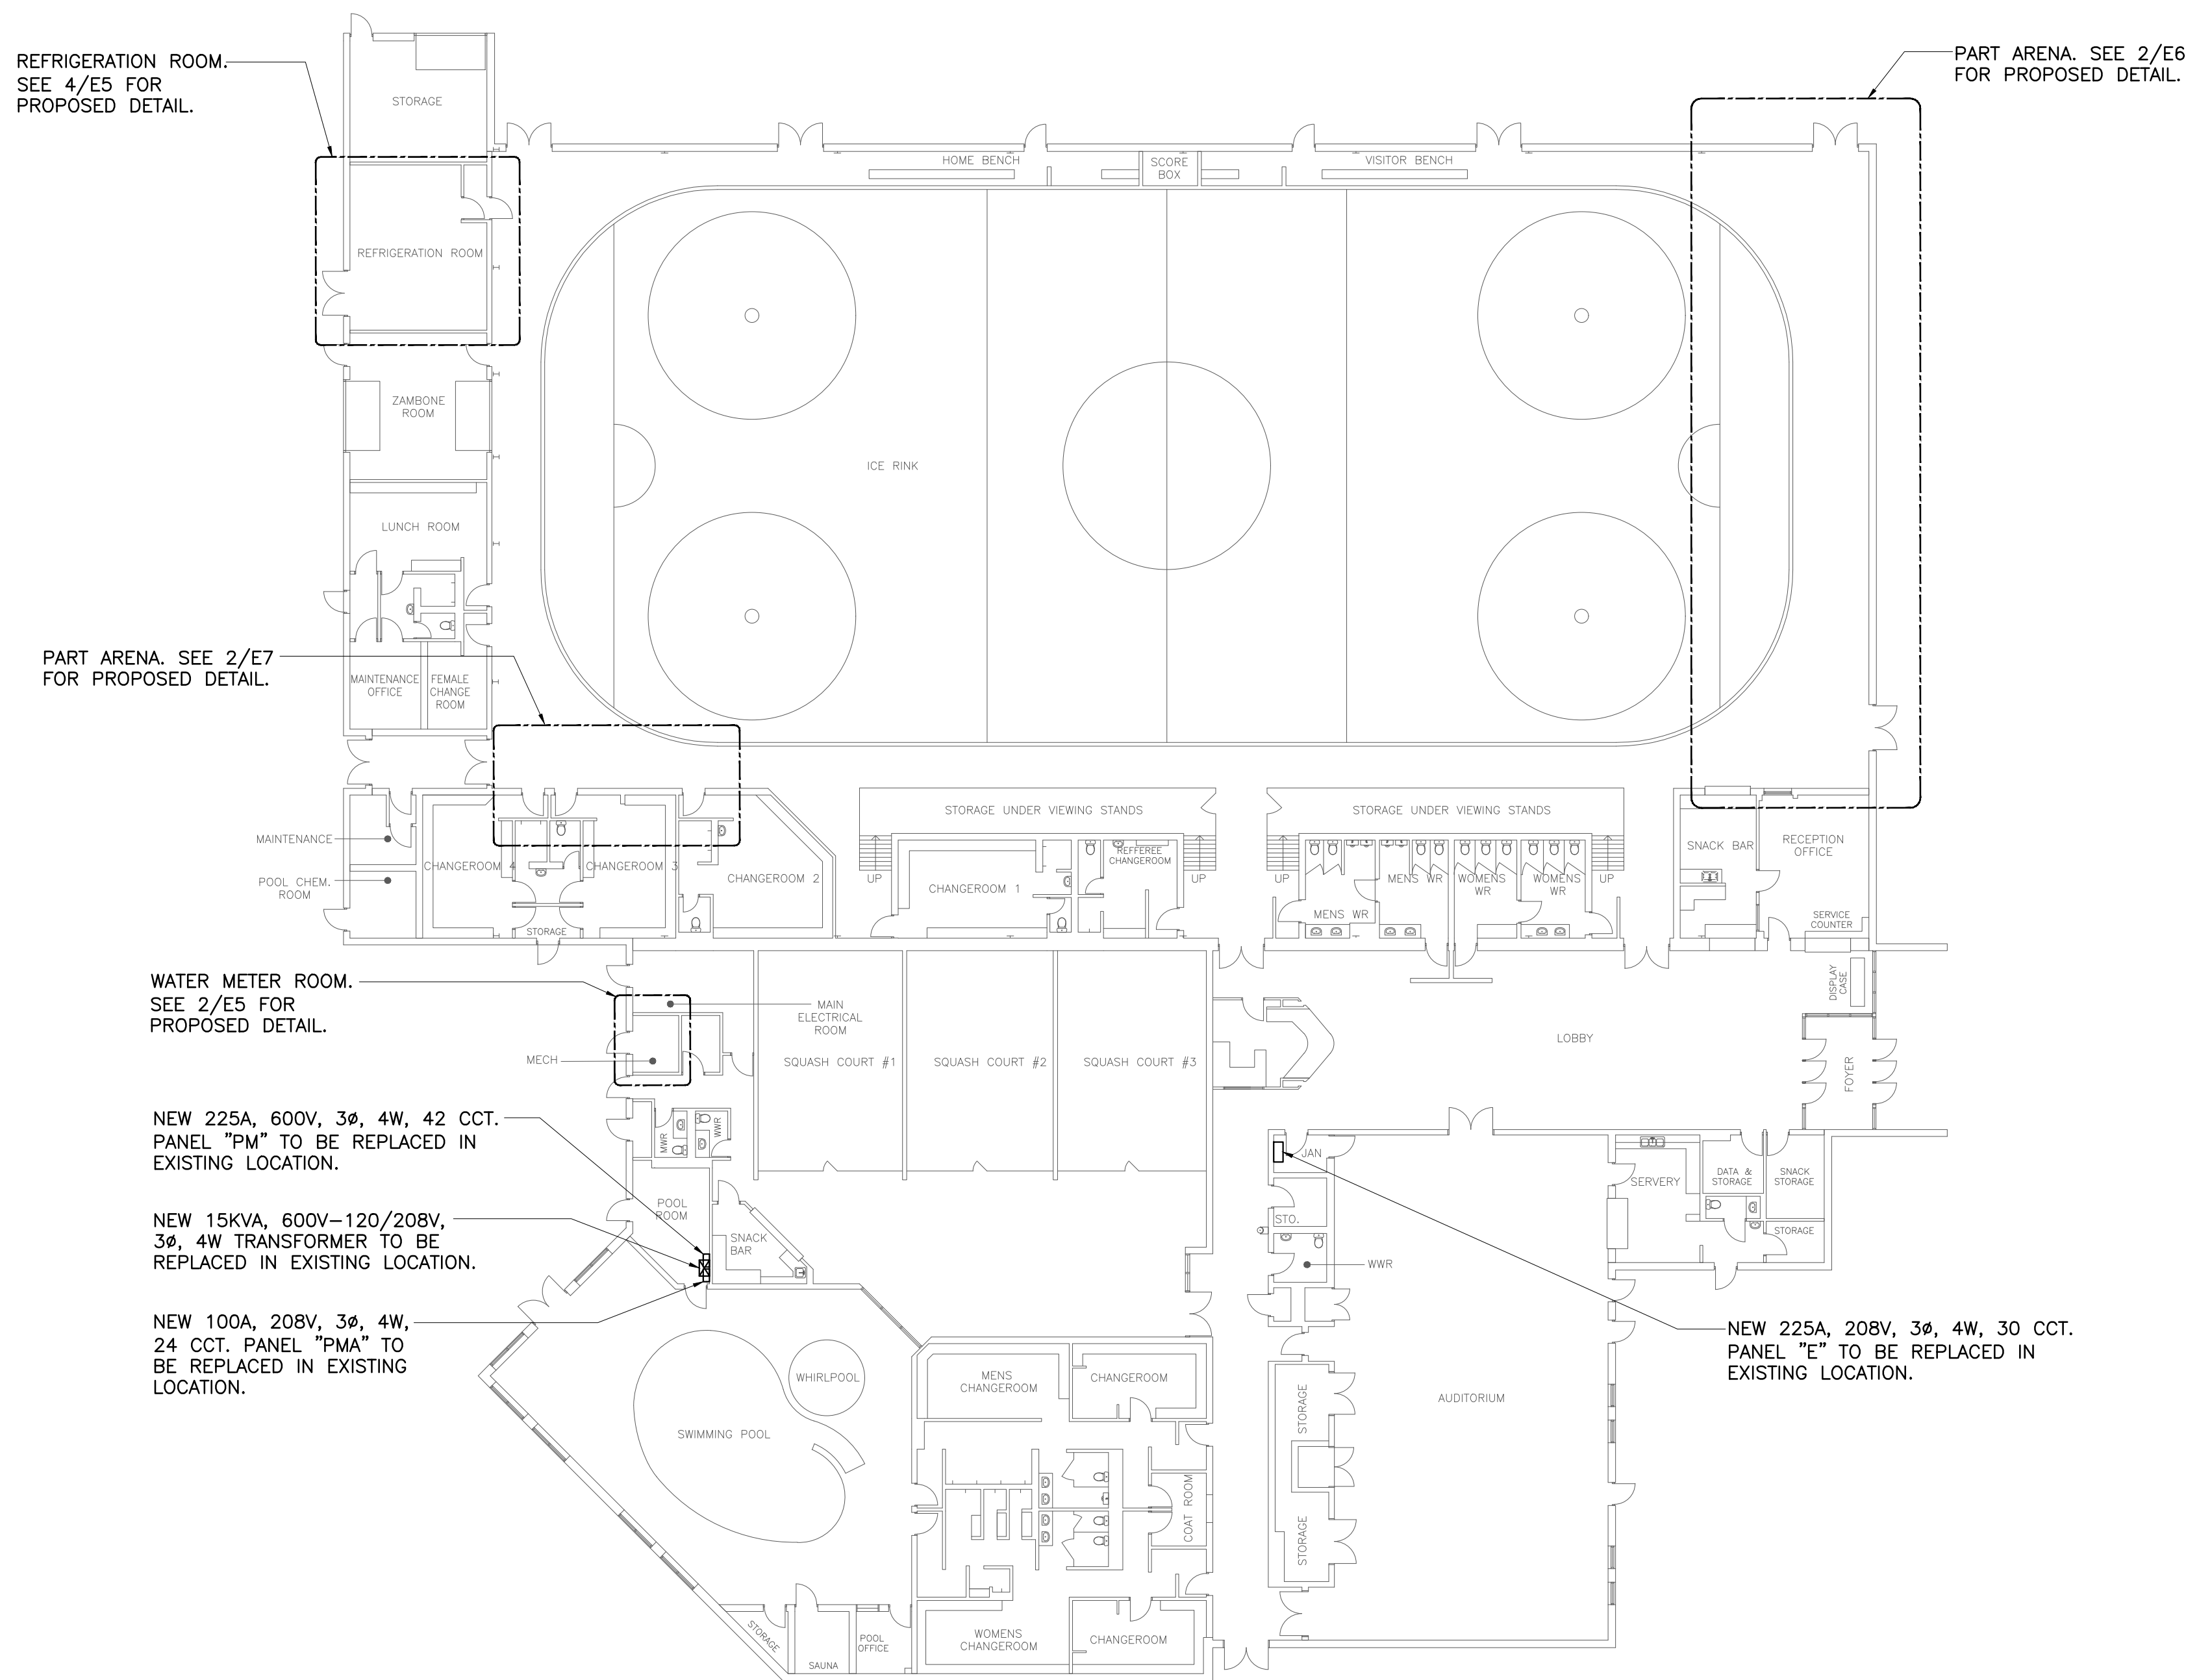 REFRIGERATION ROOM.
SEE 4/E5 FOR
PROPOSED DETAIL.
PART ARENA. SEE 2/E6
FOR PROPOSED DETAIL.
STORAGE
HOME BENCH
SCORE
BOX
VISITOR BENCH
REFRIGERATION ROOM
ZAMBONE
ROOM
ICE RINK
LUNCH ROOM
PART ARENA. SEE 2/E7
FOR PROPOSED DETAIL.
MAINTENANCE
OFFICE
FEMALE
CHANGE
ROOM
STORAGE UNDER VIEWING STANDS
STORAGE UNDER VIEWING STANDS
MAINTENANCE
POOL CHEM.
ROOM
CHANGEROOM 4
CHANGEROOM 3
CHANGEROOM 2
STORAGE
UP
CHANGEROOM 1
REFFEREE
CHANGEROOM
UP
UP
MENS WR
MENS WR
WOMENS
WR
WOMENS
WR
UP
SNACK BAR
RECEPTION
OFFICE
SERVICE
COUNTER
WATER METER ROOM.
SEE 2/E5 FOR
PROPOSED DETAIL.
MAIN
ELECTRICAL
ROOM
MECH
SQUASH COURT #1
SQUASH COURT #2
SQUASH COURT #3
LOBBY
DISPLAY
CASE
FOYER
NEW 225A, 600V, 3ø, 4W, 42 CCT.
PANEL "PM" TO BE REPLACED IN
EXISTING LOCATION.
MWR
WWR
JAN
SERVERY
DATA &
STORAGE
SNACK
STORAGE
STORAGE
NEW 15KVA, 600V-120/208V,
3ø, 4W TRANSFORMER TO BE
REPLACED IN EXISTING LOCATION.
POOL
ROOM
SNACK
BAR
STO.
WWR
NEW 100A, 208V, 3ø, 4W,
24 CCT. PANEL "PMA" TO
BE REPLACED IN EXISTING
LOCATION.
NEW 225A, 208V, 3ø, 4W, 30 CCT.
PANEL "E" TO BE REPLACED IN
EXISTING LOCATION.
WHIRLPOOL
SWIMMING POOL
MENS
CHANGEROOM
CHANGEROOM
STORAGE
AUDITORIUM
COAT ROOM
STORAGE
STORAGE
SAUNA
POOL
OFFICE
WOMENS
CHANGEROOM
CHANGEROOM